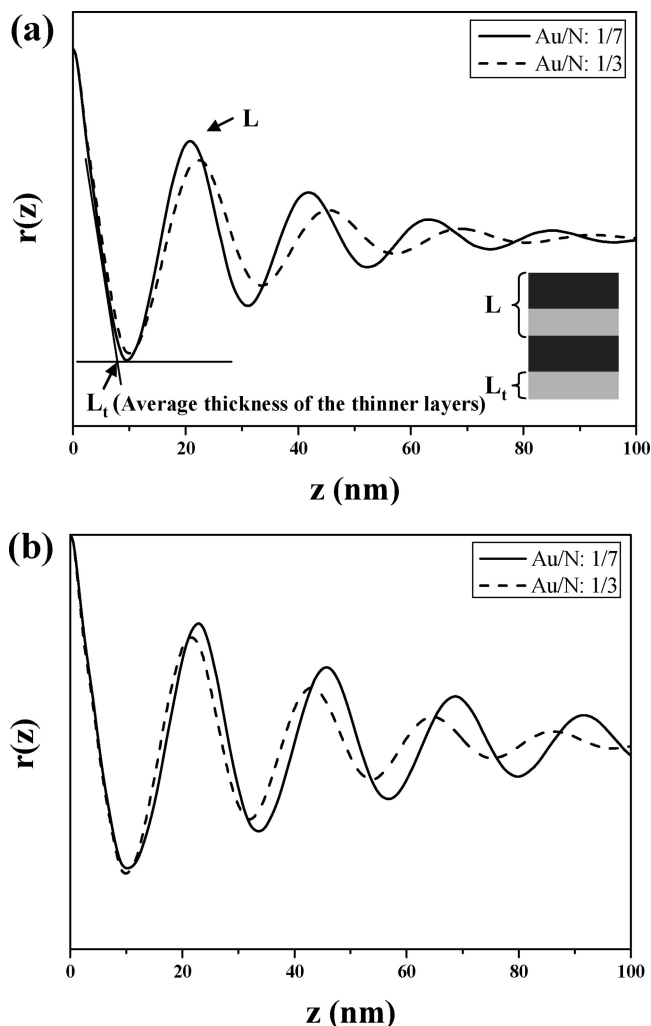 (a)
Au/N: 1/7
Au/N: 1/3
L
r(z)
L
Lt
Lt (Average thickness of the thinner layers)
0 20 40 60 80 100
z (nm)
(b)
Au/N: 1/7
Au/N: 1/3
r(z)
0 20 40 60 80 100
z (nm)